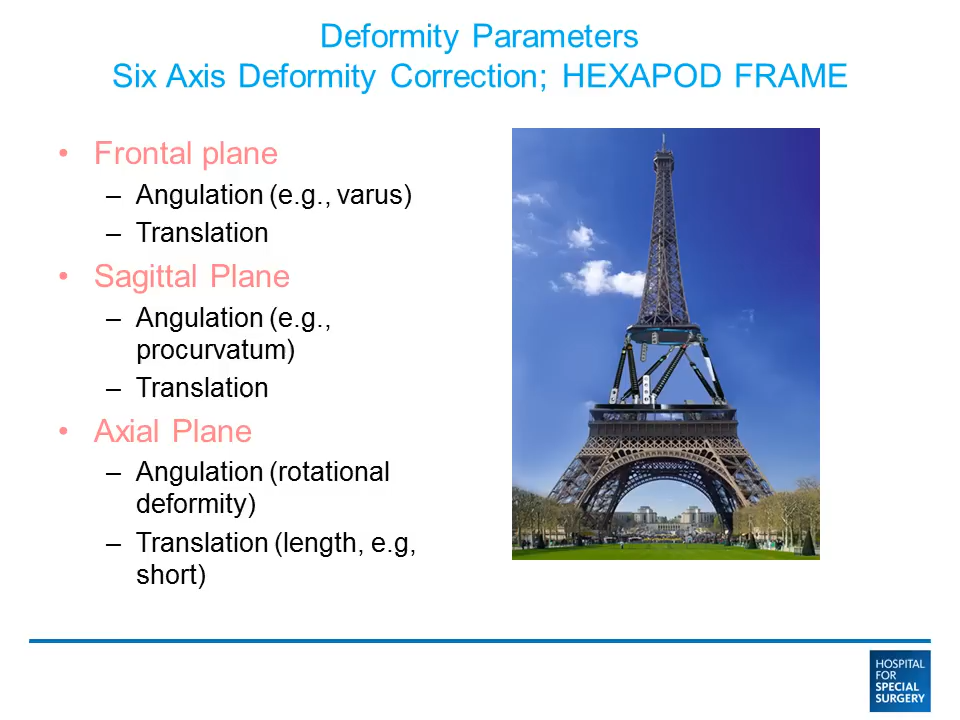 Deformity Parameters
Six Axis Deformity Correction; HEXAPOD FRAME
• Frontal plane
– Angulation (e.g., varus)
– Translation
• Sagittal Plane
– Angulation (e.g.,
procurvatum)
– Translation
• Axial Plane
– Angulation (rotational
deformity)
– Translation (length, e.g,
short)
HOSPITAL
FOR
SPECIAL
SURGERY